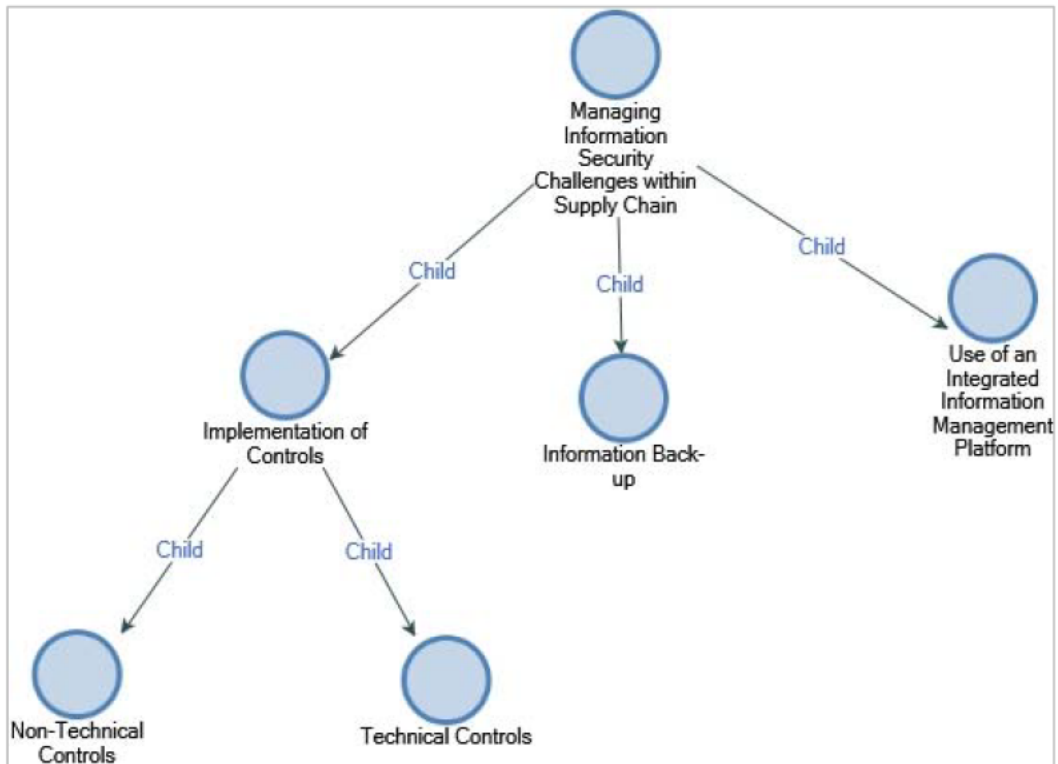 Managing
Information
Security
Challenges within
Supply Chain
Child
Child
Child
Use of an
Integrated
Information
Management
Platform
Implementation of
Controls
Information Back-
up
Child
Child
Non-Technical
Controls
Technical Controls